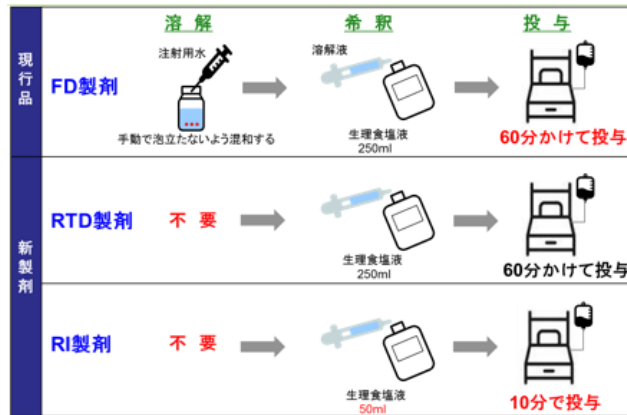 溶 解
希 釈
投 与
現行品
FD製剤
注射用水
手動で泡立たないよう混和する
溶解液
生理食塩液
250ml
60分かけて投与
新製剤
RTD製剤
不 要
生理食塩液
250ml
60分かけて投与
RI製剤
不 要
生理食塩液
50ml
10分で投与